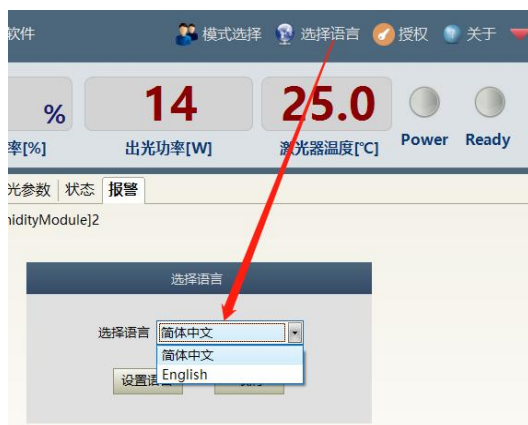 软件 模式选择 选择语言 授权 关于
% 14 25.0
率[%] 出光功率[W] 激光器温度[℃] Power Ready
光参数 状态 报警
nidityModule]2
选择语言
选择语言 简体中文
简体中文
English
设置语